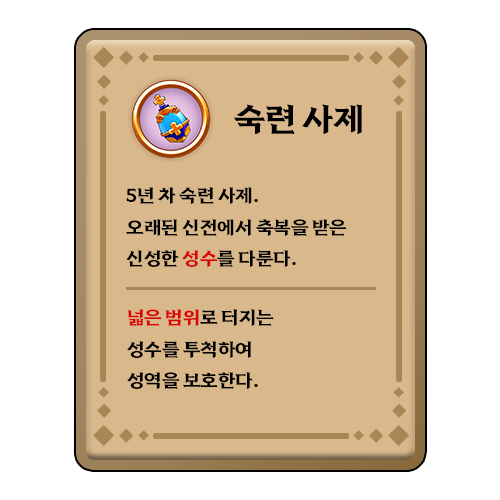 숙련 사제
5년 차 숙련 사제.
오래된 신전에서 축복을 받은
신성한 성수를 다룬다.
넓은 범위로 터지는
성수를 투척하여
성역을 보호한다.